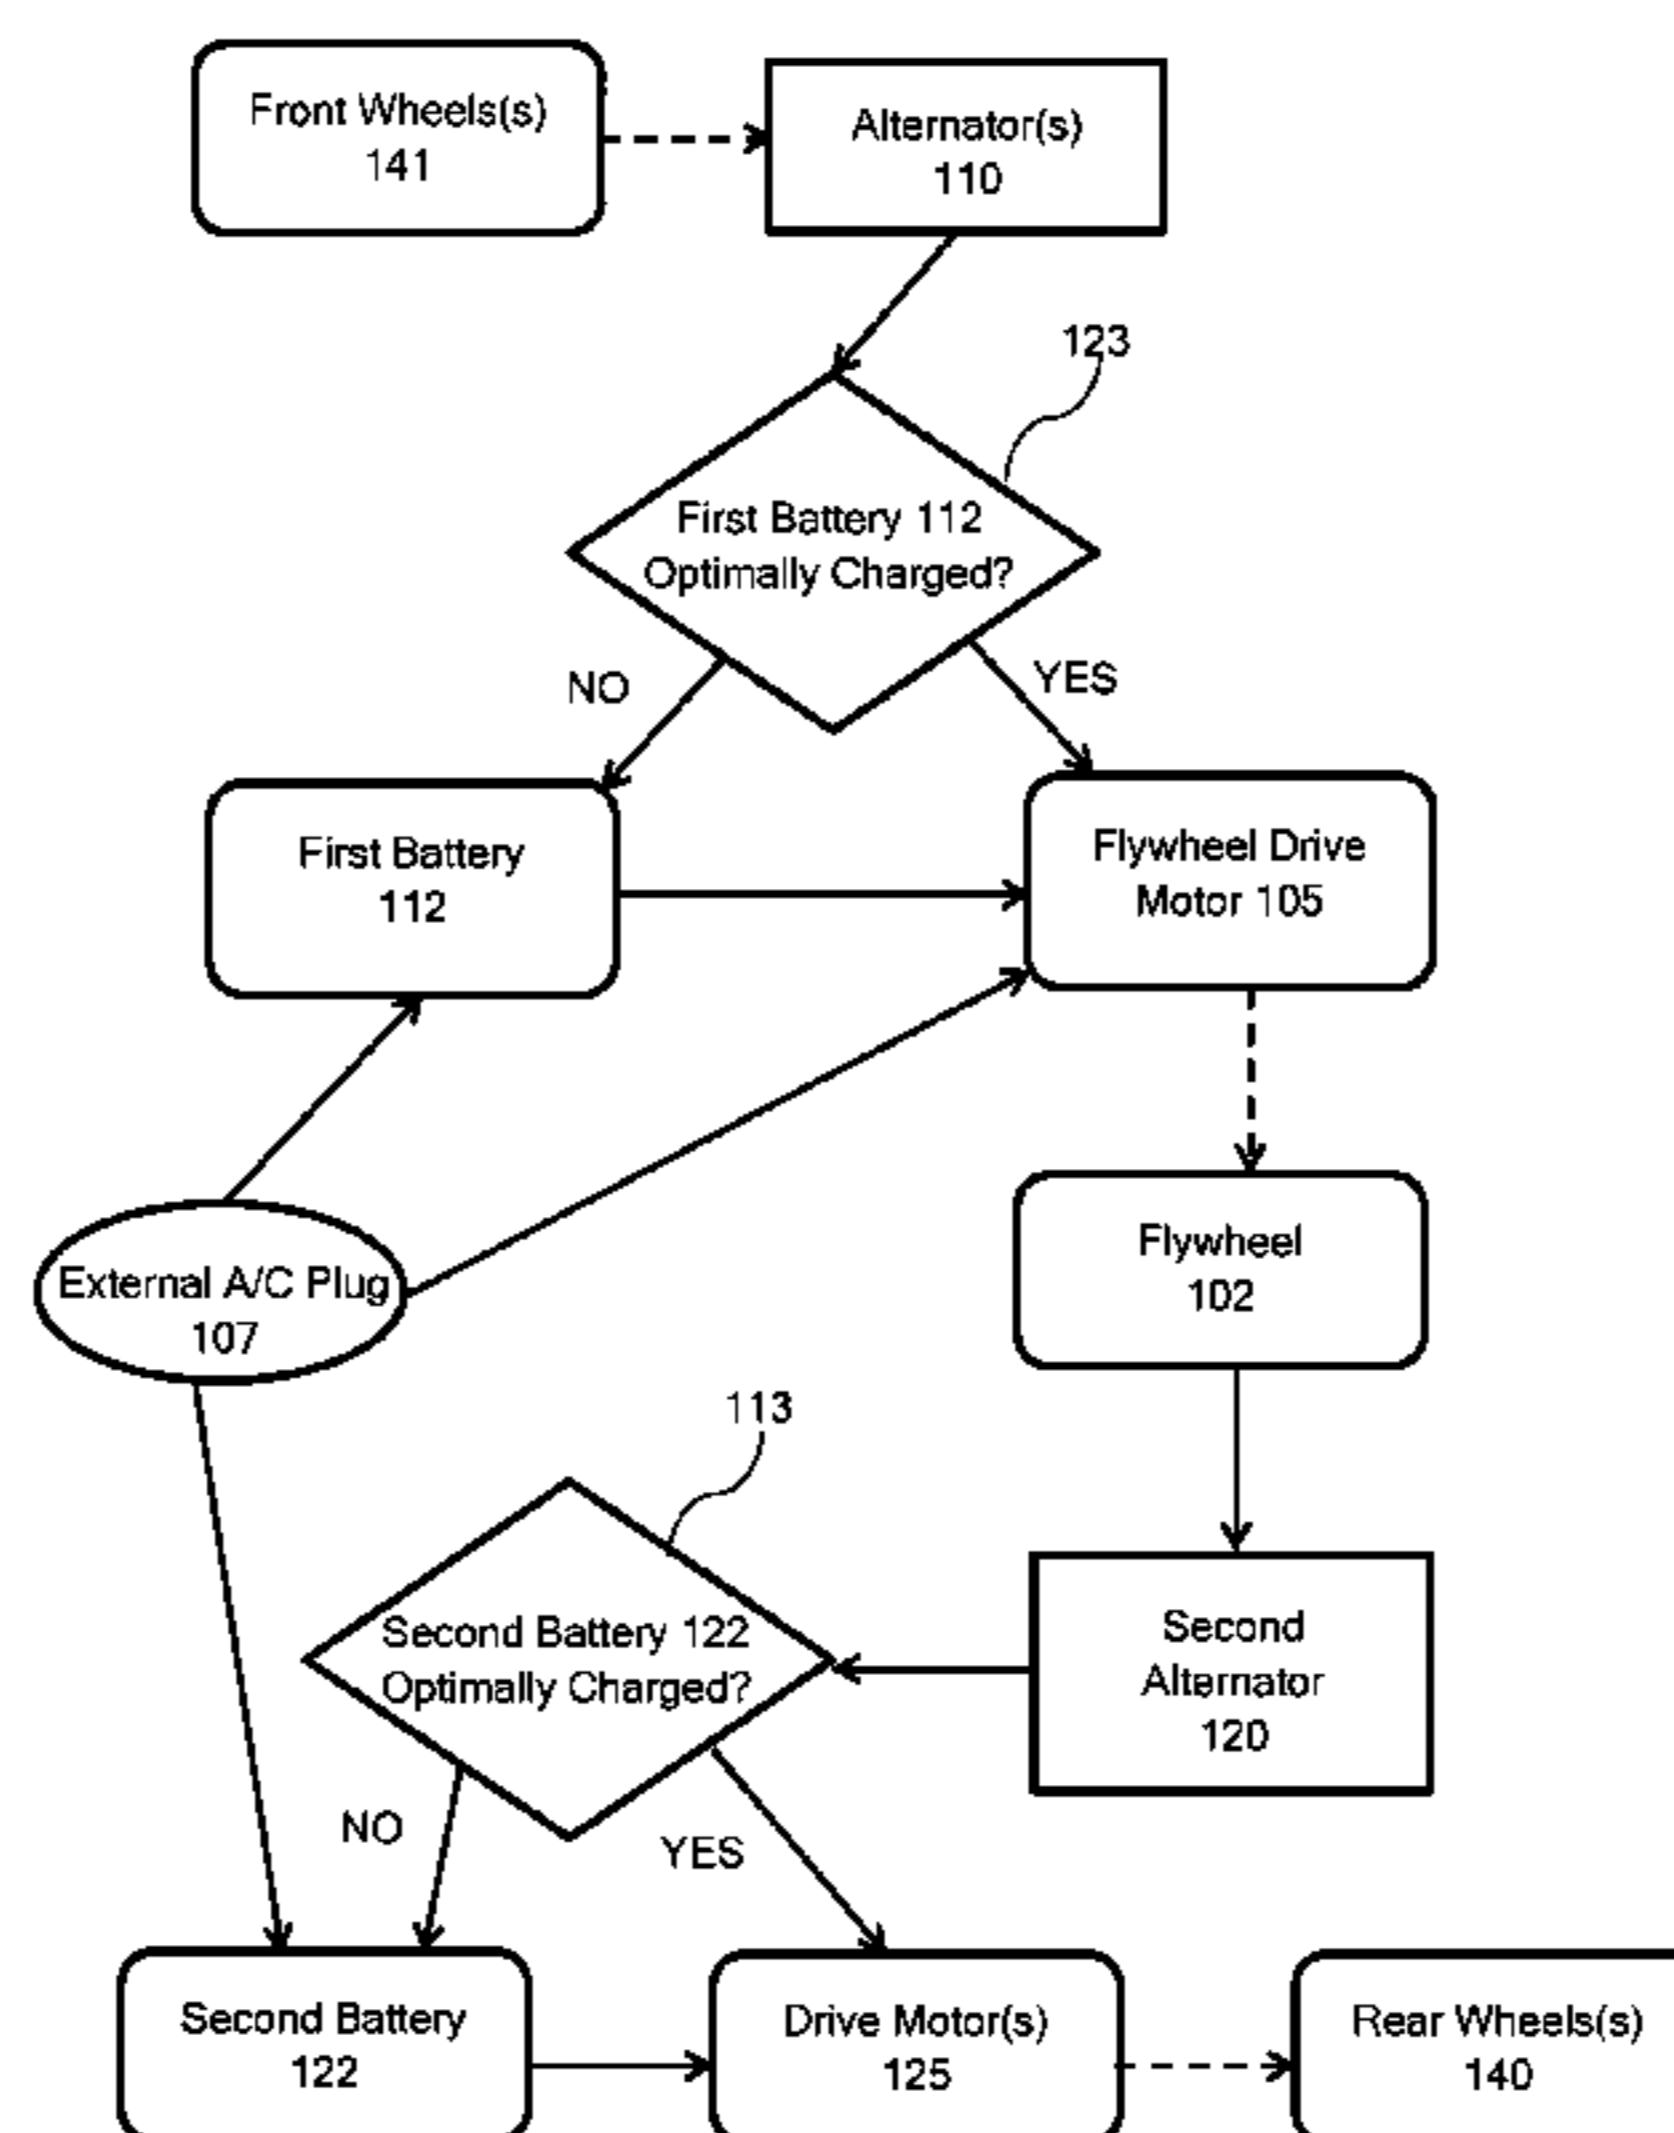 Front Wheels(s)
141
Alternator(s)
110
123
First Battery 112
Optimally Charged?
NO
YES
First Battery
112
Flywheel Drive
Motor 105
External A/C Plug
107
Flywheel
102
113
Second Battery 122
Optimally Charged?
Second
Alternator
120
NO
YES
Second Battery
122
Drive Motor(s)
125
Rear Wheels(s)
140